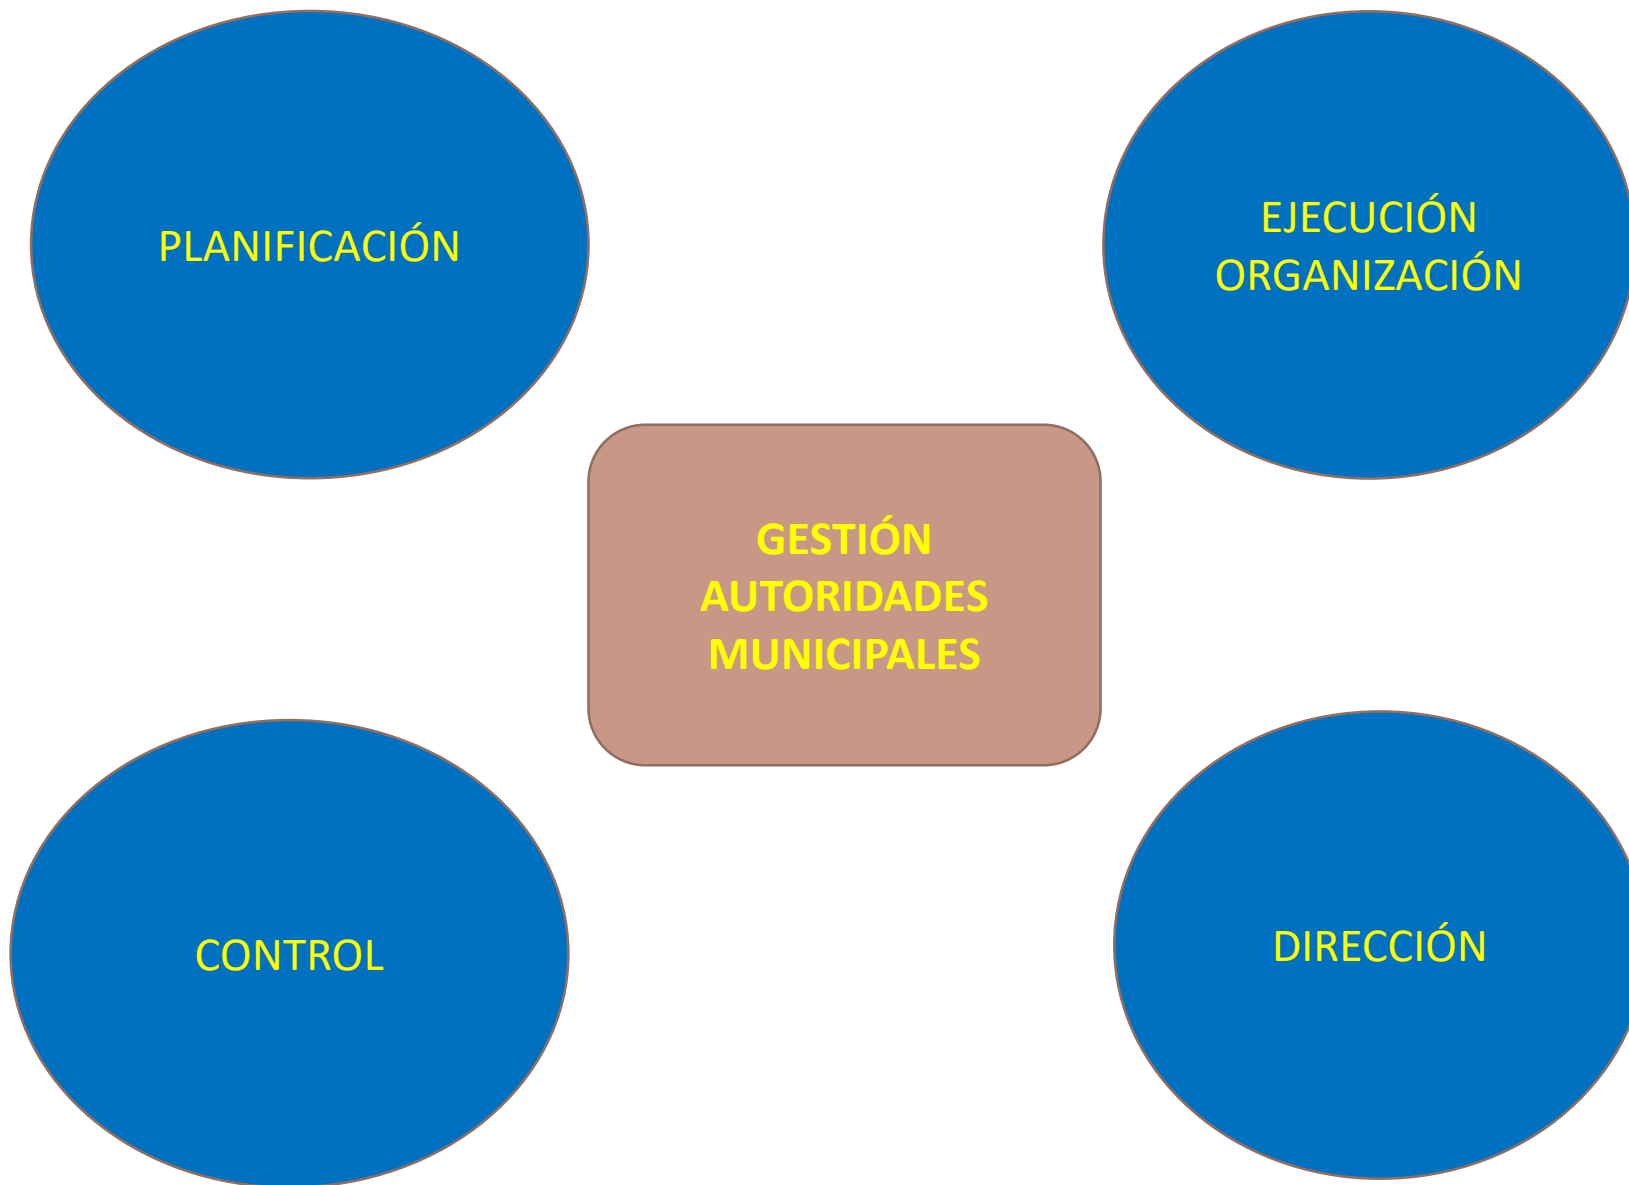 PLANIFICACIÓN
EJECUCIÓN
ORGANIZACIÓN
GESTIÓN
AUTORIDADES
MUNICIPALES
CONTROL
DIRECCIÓN